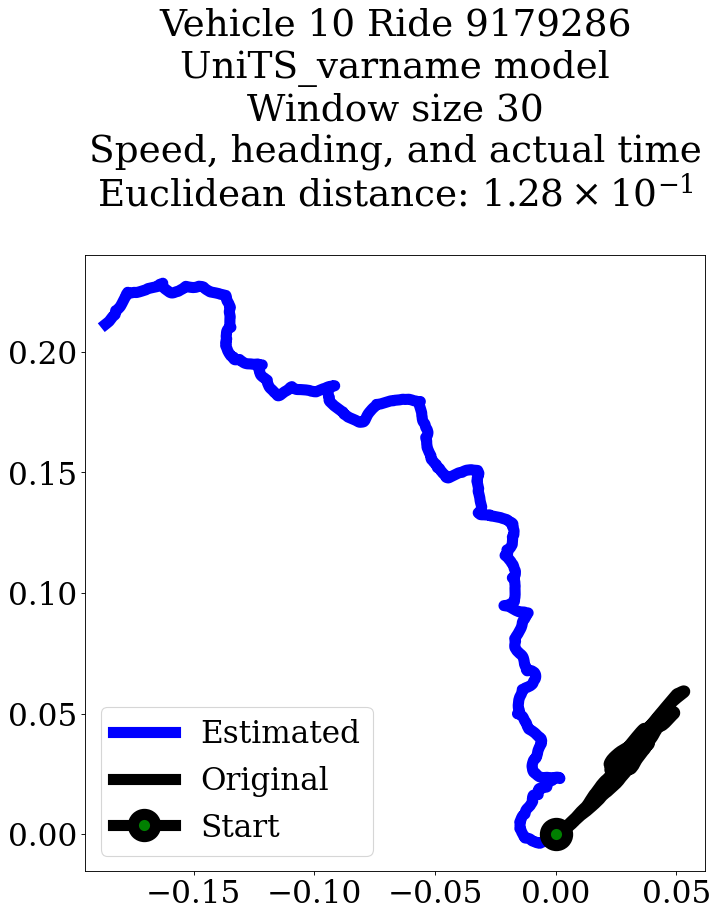 Vehicle 10 Ride 9179286
UniTS_varname model
Window size 30
Speed, heading, and actual time
Euclidean distance: 1.28 × 10⁻¹
0.20
0.15
0.10
0.05
0.00
Estimated
Original
Start
−0.15 −0.10 −0.05 0.00 0.05